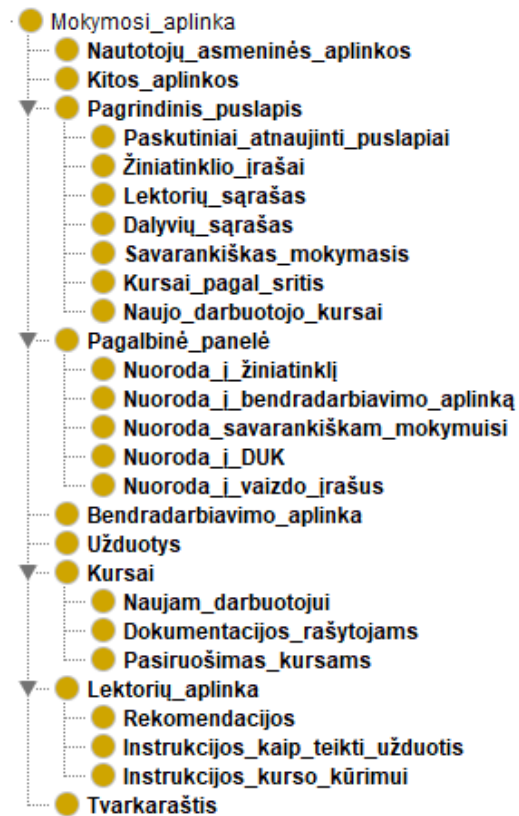 Mokymosi_aplinka
Nautotojų_asmeninės_aplinkos
Kitos_aplinkos
Pagrindinis_puslapis
Paskutiniai_atnaujinti_puslapiai
Žiniatinklio_įrašai
Lektorių_sąrašas
Dalyvių_sąrašas
Savarankiškas_mokymasis
Kursai_pagal_sritis
Naujo_darbuotojo_kursai
Pagalbinė_panelė
Nuoroda_į_žiniatinklį
Nuoroda_į_bendradarbiavimo_aplinką
Nuoroda_savarankiškam_mokymuisi
Nuoroda_į_DUK
Nuoroda_į_vaizdo_įrašus
Bendradarbiavimo_aplinka
Užduotys
Kursai
Naujam_darbuotojui
Dokumentacijos_rašytojams
Pasiruošimas_kursams
Lektorių_aplinka
Rekomendacijos
Instrukcijos_kaip_teikti_užduotis
Instrukcijos_kurso_kūrimui
Tvarkaraštis